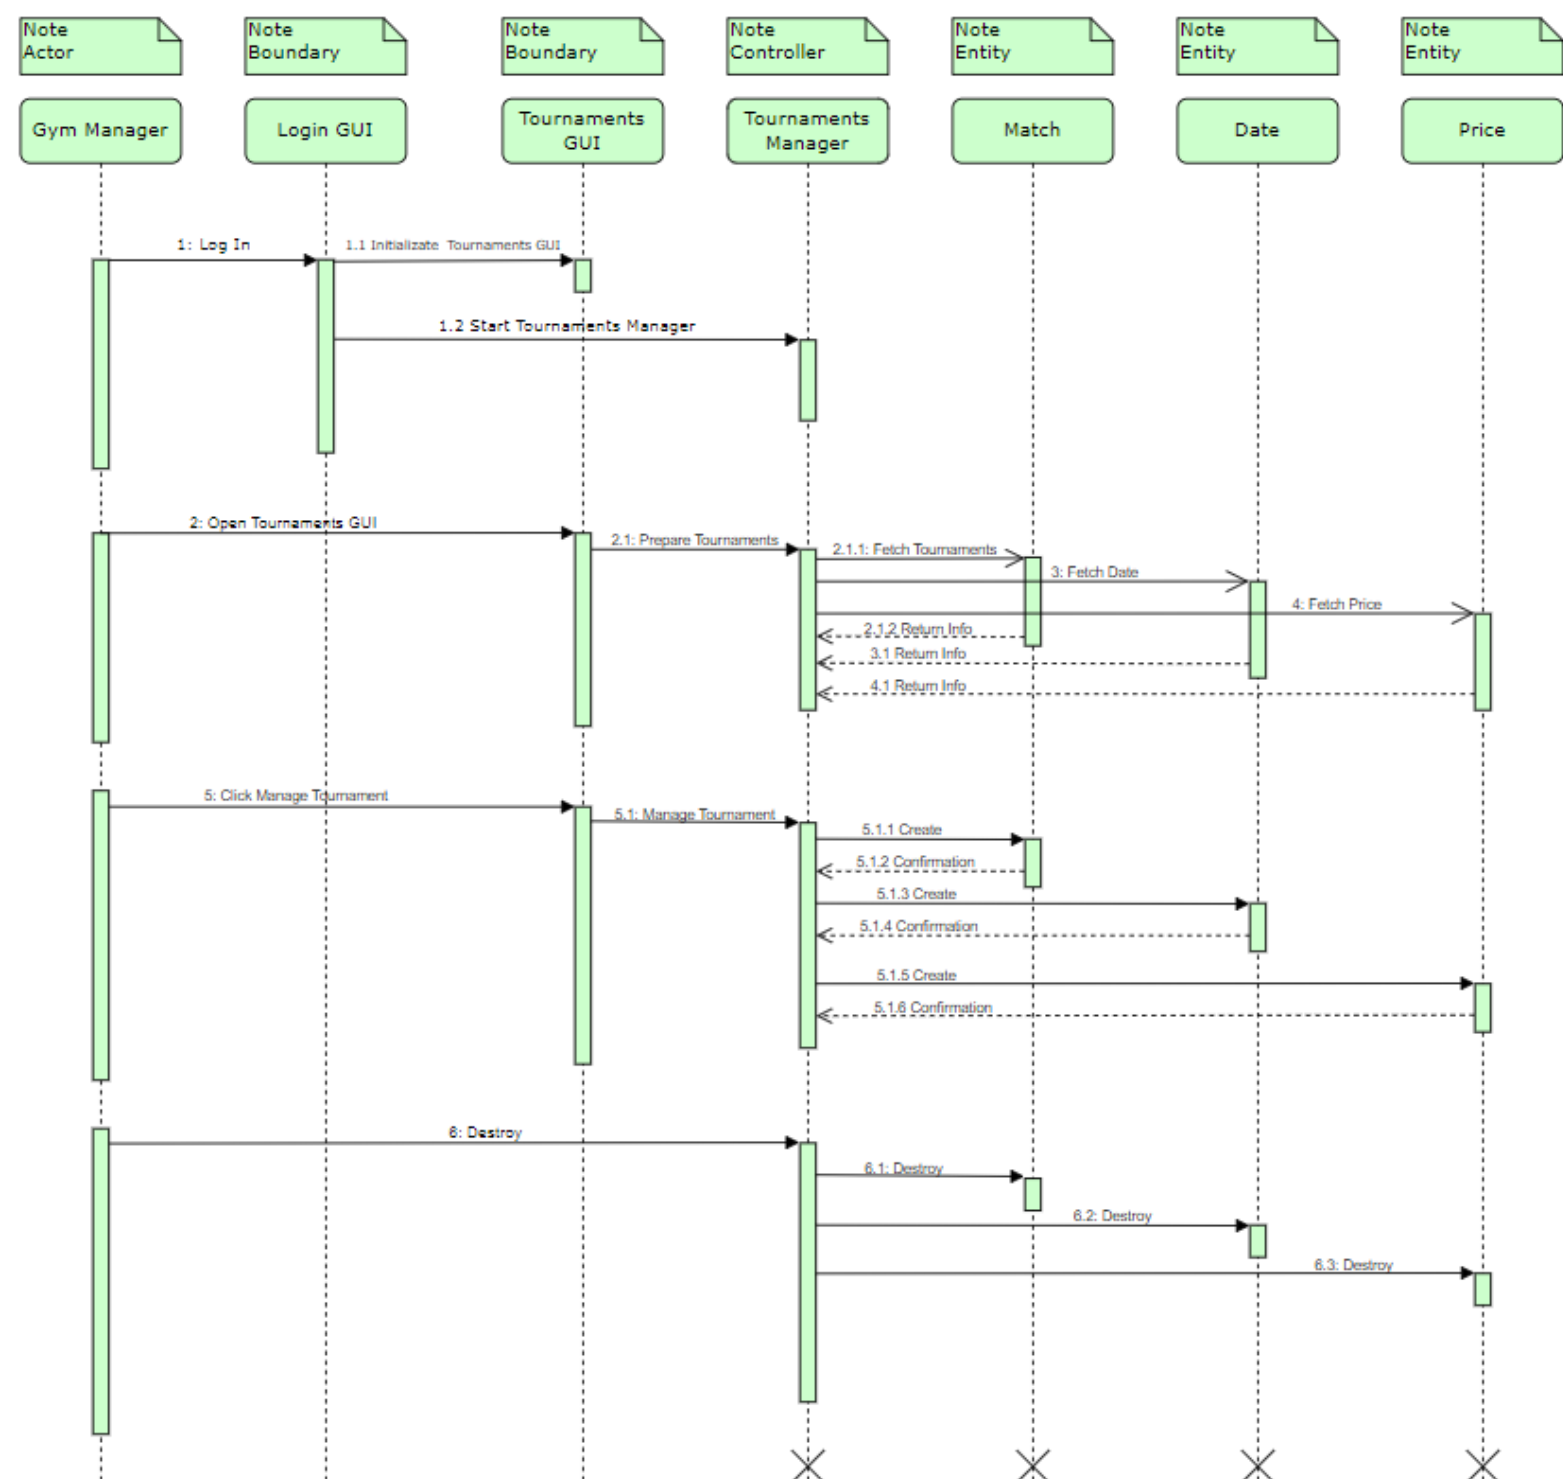 Note
Actor
Note
Boundary
Note
Boundary
Note
Controller
Note
Entity
Note
Entity
Note
Entity
Gym Manager
Login GUI
Tournaments
GUI
Tournaments
Manager
Match
Date
Price
1: Log In
1.1 Initializate Tournaments GUI
1.2 Start Tournaments Manager
2: Open Tournaments GUI
2.1: Prepare Tournaments
2.1.1: Fetch Tournaments
3: Fetch Date
4: Fetch Price
2.1.2 Return Info
3.1 Return Info
4.1 Return Info
5: Click Manage Tournament
5.1: Manage Tournament
5.1.1 Create
5.1.2 Confirmation
5.1.3 Create
5.1.4 Confirmation
5.1.5 Create
5.1.6 Confirmation
6: Destroy
6.1: Destroy
6.2: Destroy
6.3: Destroy